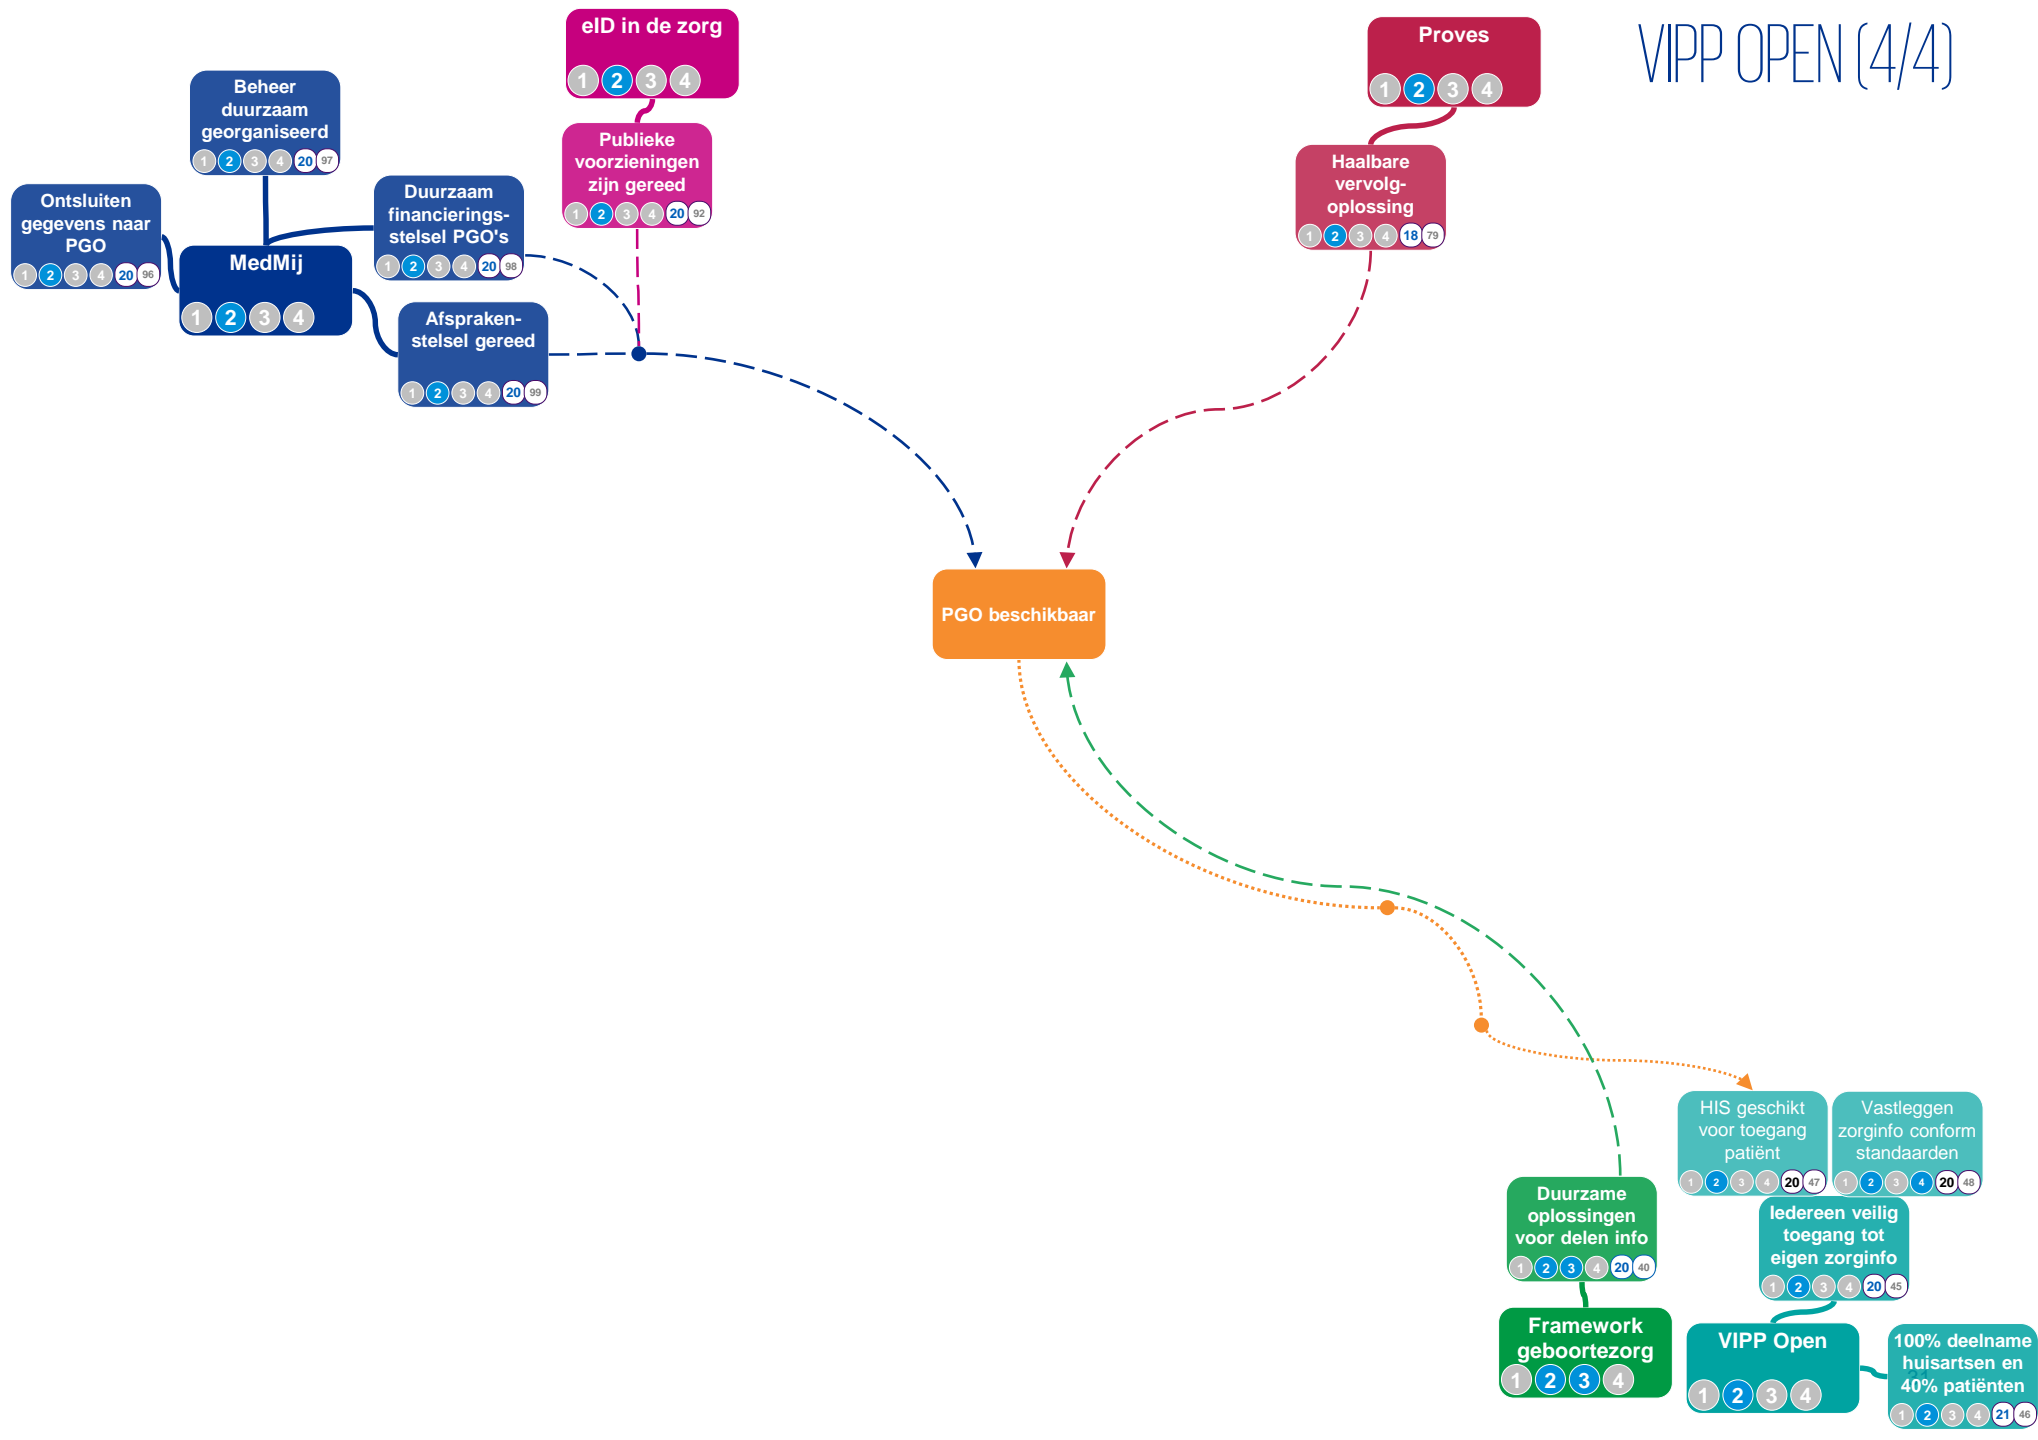 VIPP OPEN (4/4)
eID in de zorg
1 2 3 4
Proves
1 2 3 4
Beheer
duurzaam
georganiseerd
1 2 3 4 20 97
Publieke
voorzieningen
zijn gereed
1 2 3 4 20 92
Haalbare
vervolg-
oplossing
1 2 3 4 18 79
Ontsluiten
gegevens naar
PGO
1 2 3 4 20 96
Duurzaam
financierings-
stelsel PGO's
1 2 3 4 20 98
MedMij
1 2 3 4
Afspraken-
stelsel gereed
1 2 3 4 20 99
PGO beschikbaar
HIS geschikt
voor toegang
patiënt
1 2 3 4 20 47
Vastleggen
zorginfo conform
standaarden
1 2 3 4 20 48
Duurzame
oplossingen
voor delen info
1 2 3 4 20 40
Iedereen veilig
toegang tot
eigen zorginfo
1 2 3 4 20 45
Framework
geboortezorg
1 2 3 4
VIPP Open
1 2 3 4
100% deelname
huisartsen en
40% patiënten
1 2 3 4 21 46